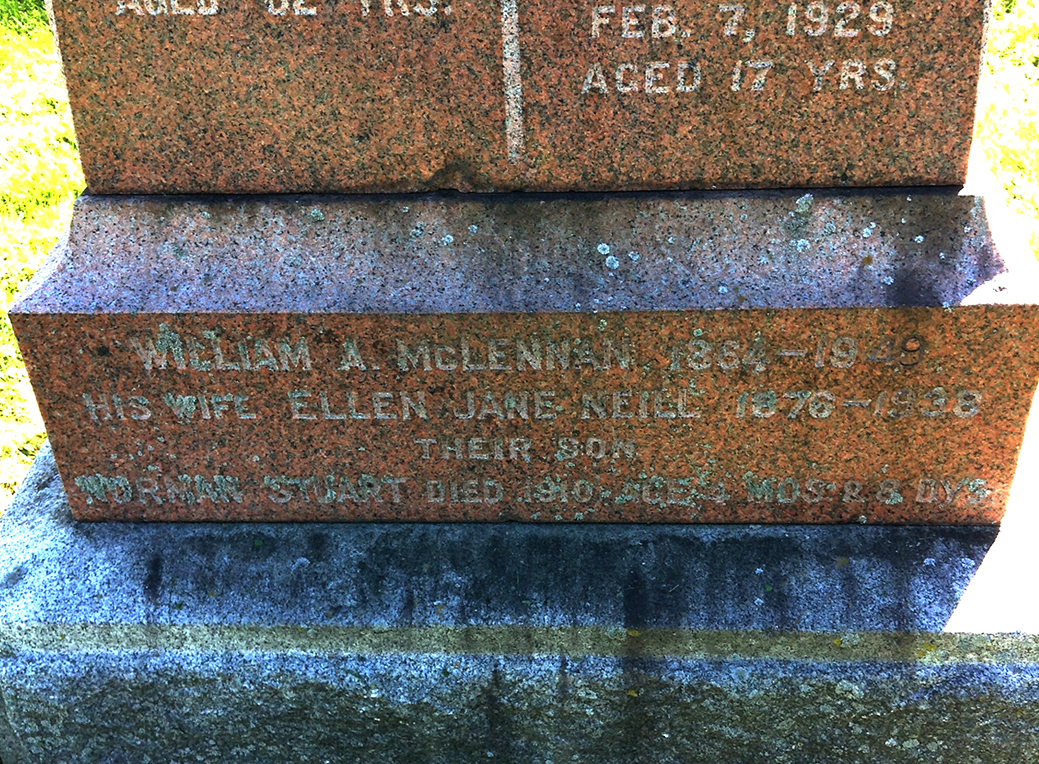 AGED 82 YRS.
FEB. 7, 1929
AGED 17 YRS.
WILLIAM A. MCLENNAN 1864-1949
HIS WIFE ELLEN JANE NEILL 1876-1938
THEIR SON
NORMAN STUART DIED 1910. AGE 4 MOS & 8 DYS.